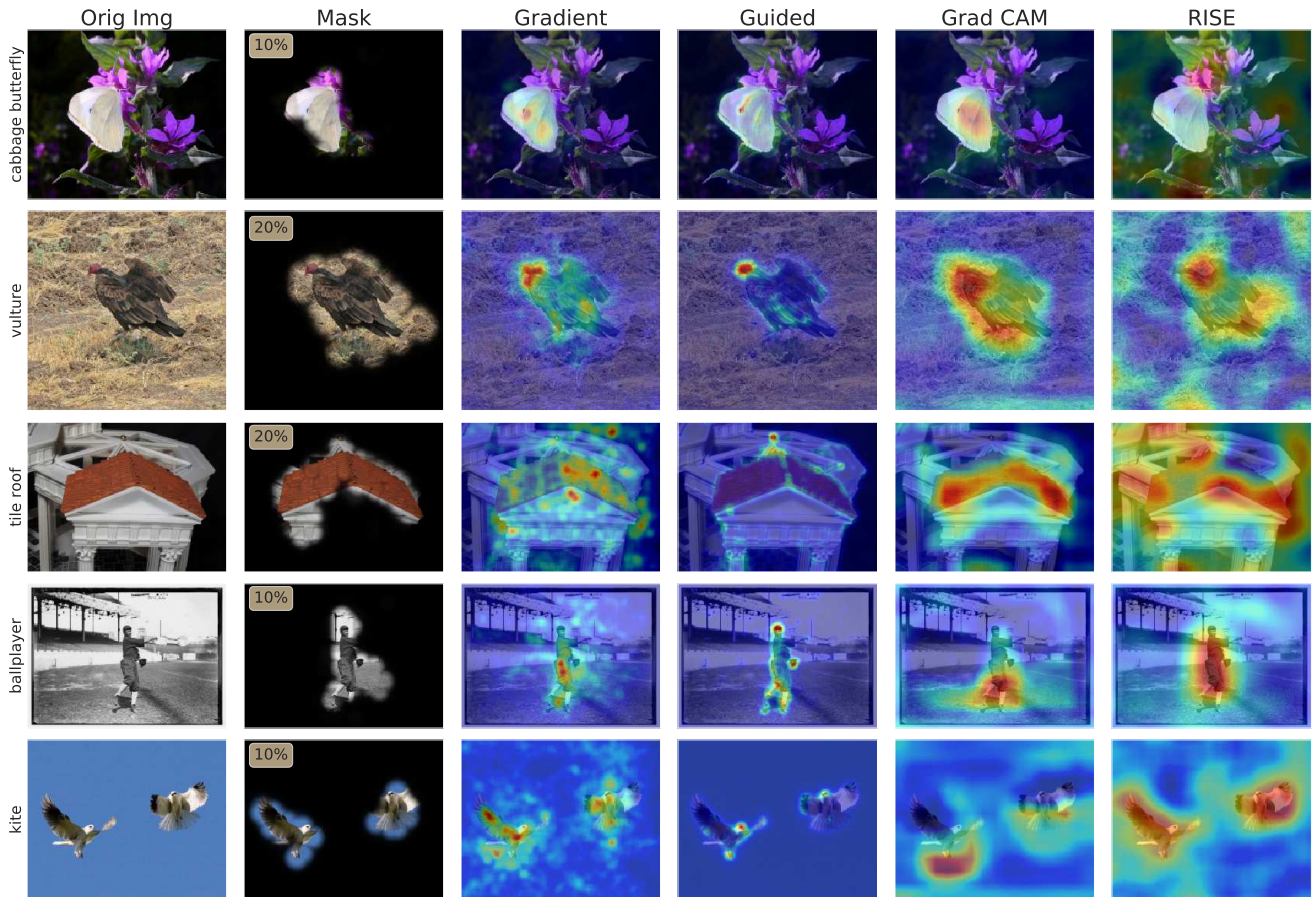 Orig Img Mask Gradient Guided Grad CAM RISE
cabbage butterfly
10%
vulture
20%
tile roof
20%
ballplayer
10%
kite
10%